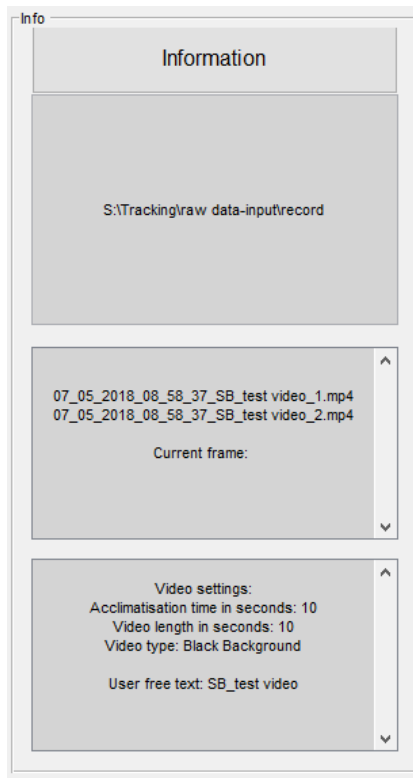 Info
Information
S:\Tracking\raw data-input\record
07_05_2018_08_58_37_SB_test video_1.mp4
07_05_2018_08_58_37_SB_test video_2.mp4
Current frame:
Video settings:
Acclimatisation time in seconds: 10
Video length in seconds: 10
Video type: Black Background
User free text: SB_test video